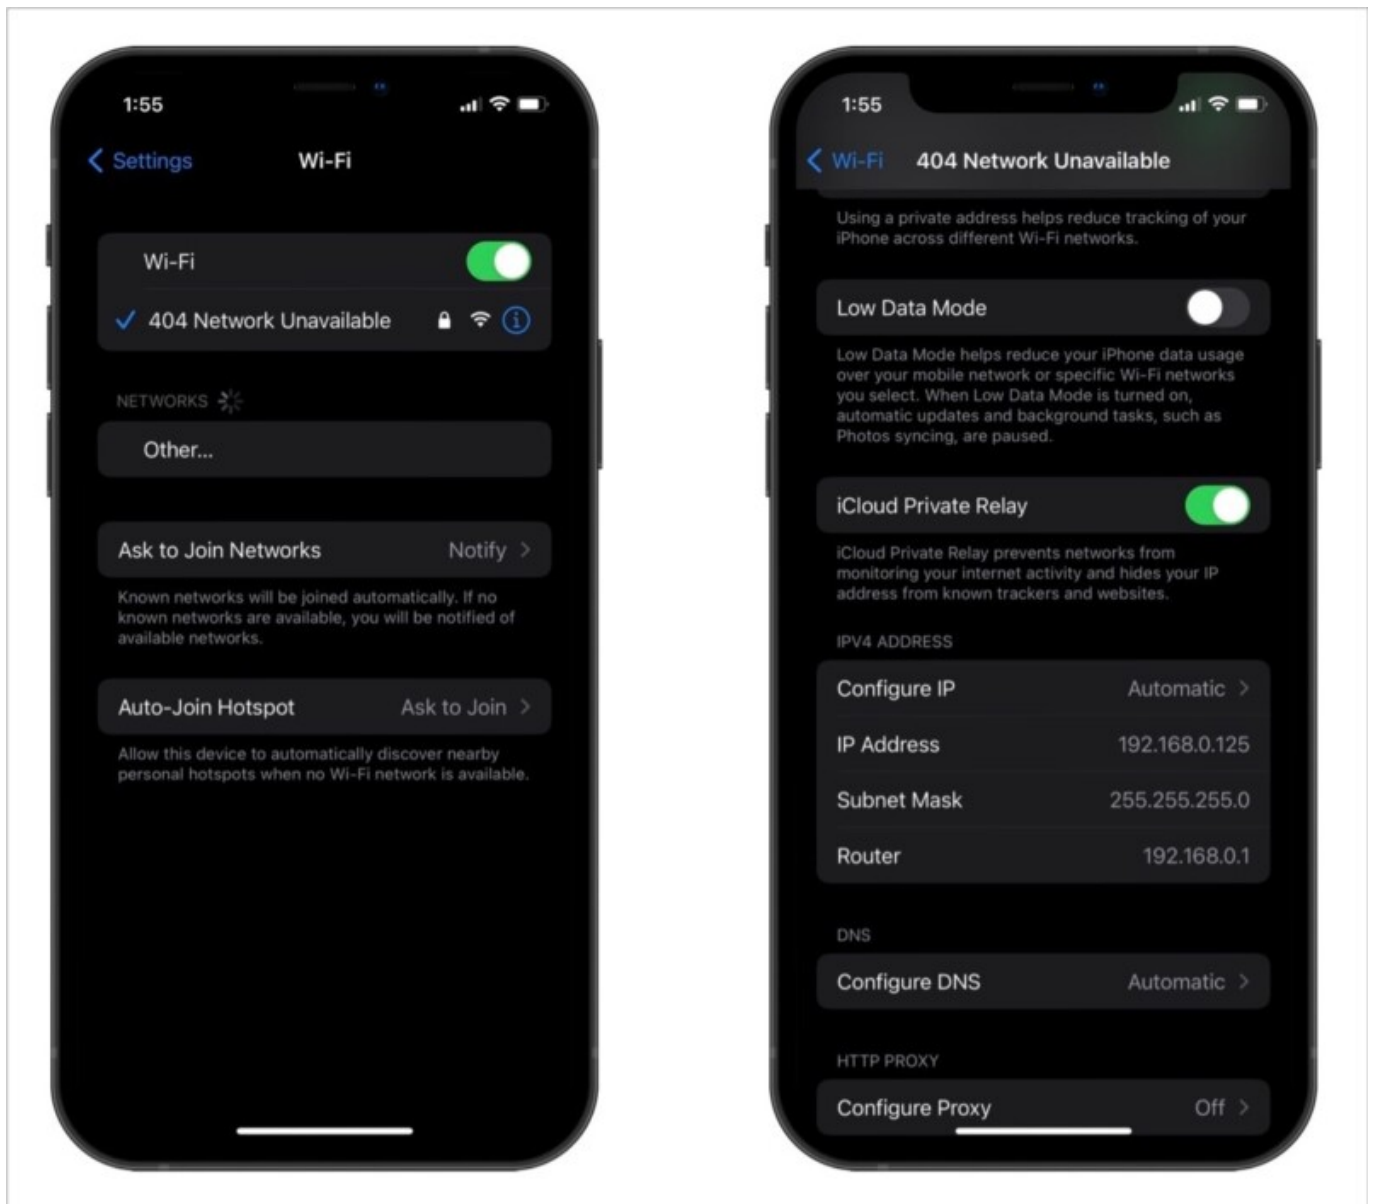 1:55
Settings
Wi-Fi
Wi-Fi
404 Network Unavailable
NETWORKS
Other...
Ask to Join Networks Notify
Known networks will be joined automatically. If no
known networks are available, you will be notified of
available networks.
Auto-Join Hotspot Ask to Join
Allow this device to automatically discover nearby
personal hotspots when no Wi-Fi network is available.
1:55
Wi-Fi
404 Network Unavailable
Using a private address helps reduce tracking of your
iPhone across different Wi-Fi networks.
Low Data Mode
Low Data Mode helps reduce your iPhone data usage
over your mobile network or specific Wi-Fi networks
you select. When Low Data Mode is turned on,
automatic updates and background tasks, such as
Photos syncing, are paused.
iCloud Private Relay
iCloud Private Relay prevents networks from
monitoring your internet activity and hides your IP
address from known trackers and websites.
IPV4 ADDRESS
Configure IP Automatic
IP Address 192.168.0.125
Subnet Mask 255.255.255.0
Router 192.168.0.1
DNS
Configure DNS Automatic
HTTP PROXY
Configure Proxy Off